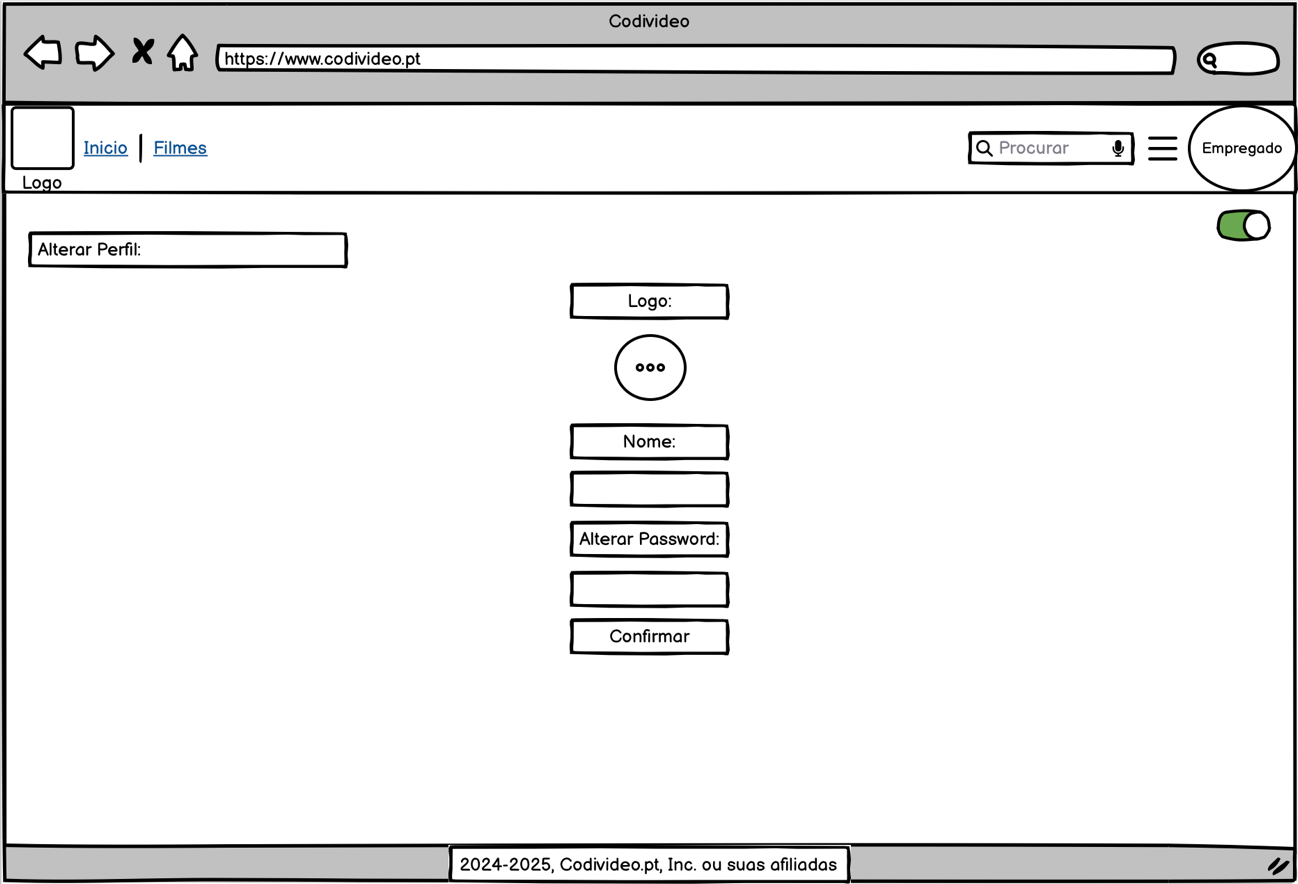 Codivideo
https://www.codivideo.pt
Inicio | Filmes
Procurar
Empregado
Logo
Alterar Perfil:
Logo:
Nome:
Alterar Password:
Confirmar
2024-2025, Codivideo.pt, Inc. ou suas afiliadas